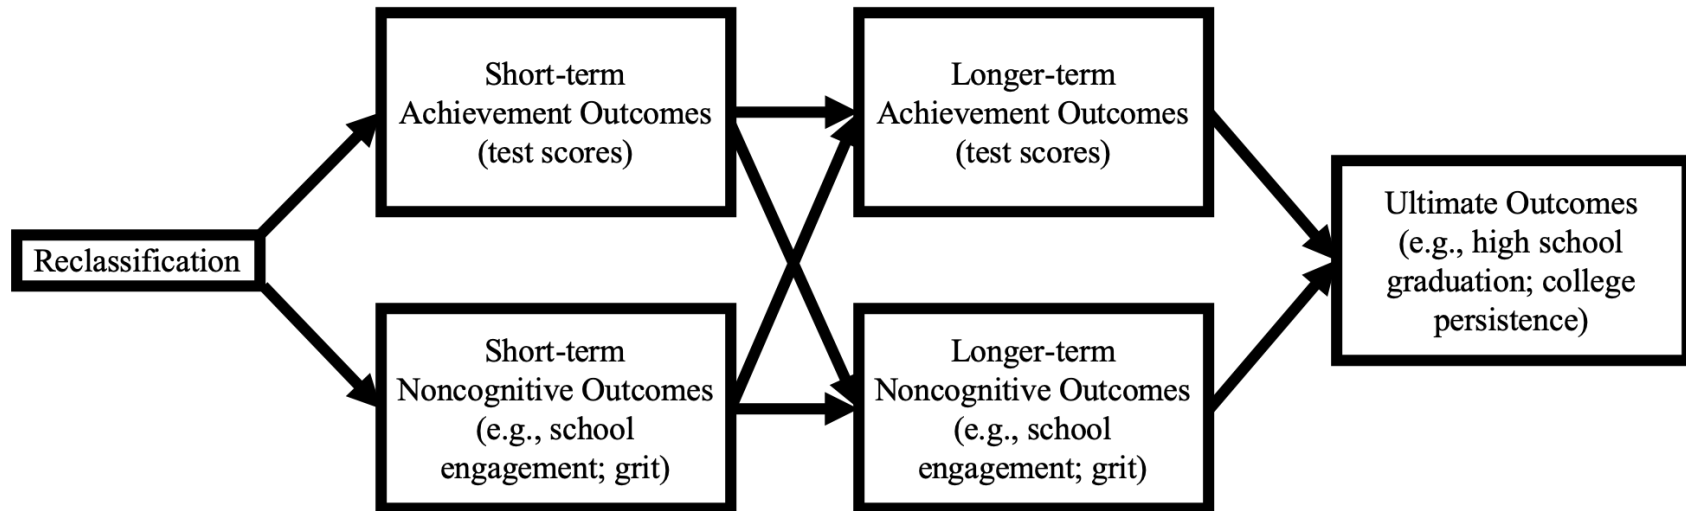 Reclassification
Short-term
Achievement Outcomes
(test scores)
Short-term
Noncognitive Outcomes
(e.g., school
engagement; grit)
Longer-term
Achievement Outcomes
(test scores)
Longer-term
Noncognitive Outcomes
(e.g., school
engagement; grit)
Ultimate Outcomes
(e.g., high school
graduation; college
persistence)